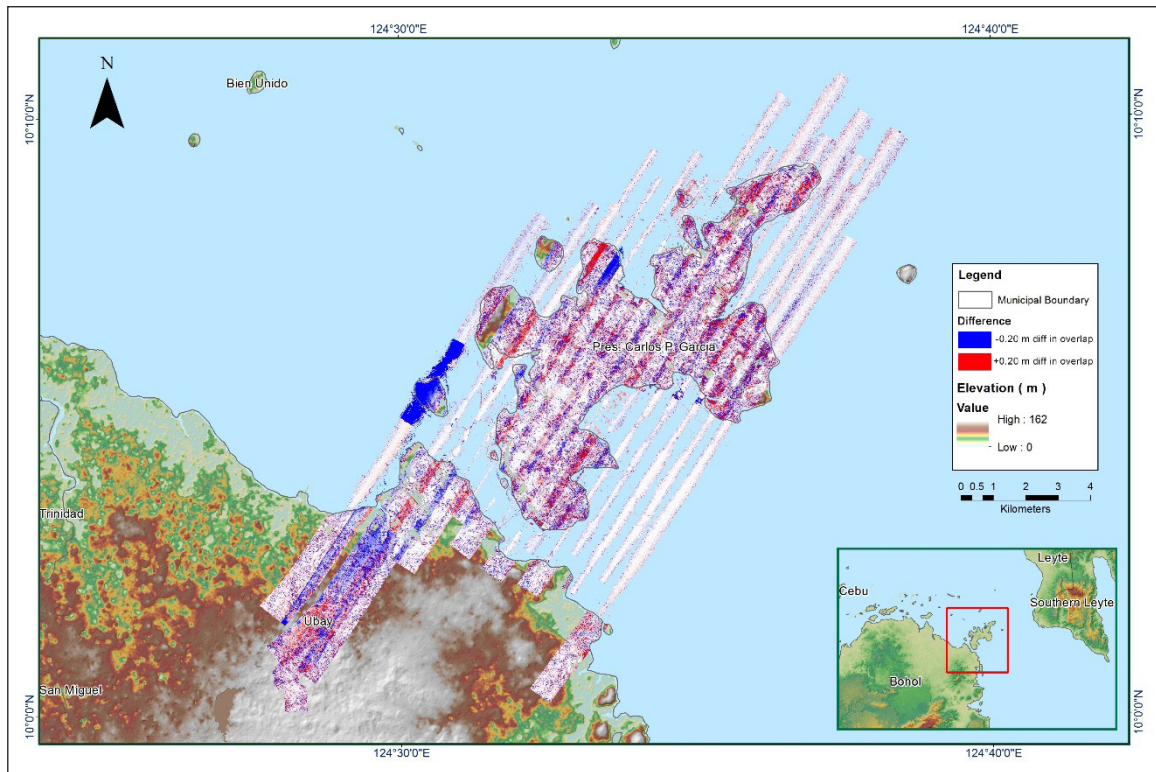 124°30'0"E
124°40'0"E
N
Bien Unido
10°10'0"N
10°10'0"N
Legend
Municipal Boundary
Difference
-0.20 m diff in overlap
+0.20 m diff in overlap
Elevation ( m )
Value
High : 162
Low : 0
Pres. Carlos P. Garcia
0 0.5 1 2 3 4
Kilometers
Trinidad
Ubay
San Miguel
Leyte
Cebu
Southern Leyte
Bohol
10°0'0"N
10°0'0"N
124°30'0"E
124°40'0"E